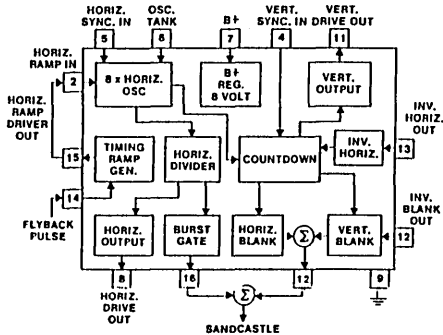 HORIZ. OSC. VERT. VERT.
SYNC. IN TANK B+ SYNC. IN DRIVE OUT
5 6 7 4 11
HORIZ.
RAMP IN
2
8 x HORIZ.
OSC
B+
REG.
8 VOLT
VERT.
OUTPUT
HORIZ.
RAMP
DRIVER
OUT
INV.
HORIZ.
OUT
15
TIMING
RAMP
GEN.
HORIZ.
DIVIDER
COUNTDOWN
INV.
HORIZ.
13
14
FLYBACK
PULSE
INV.
BLANK
OUT
HORIZ.
OUTPUT
BURST
GATE
HORIZ.
BLANK
Σ
VERT.
BLANK
12
8 16 12 9
HORIZ.
DRIVE
OUT
Σ
SANDCASTLE